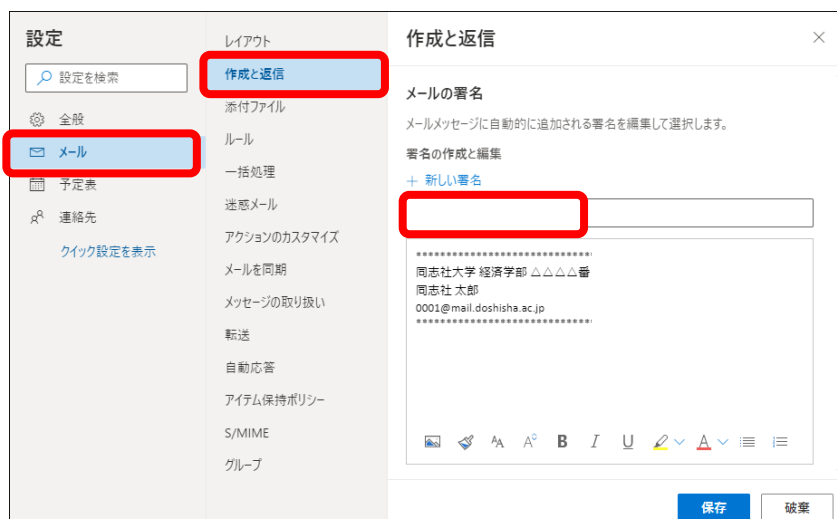 設定
設定を検索
全般
メール
予定表
連絡先
クイック設定を表示
レイアウト
作成と返信
添付ファイル
ルール
一括処理
迷惑メール
アクションのカスタマイズ
メールを同期
メッセージの取り扱い
転送
自動応答
アイテム保持ポリシー
S/MIME
グループ
作成と返信
メールの署名
メールメッセージに自動的に追加される署名を編集して選択します。
署名の作成と編集
+ 新しい署名
******************************
同志社大学 経済学部 △△△△番
同志社 太郎
0001@mail.doshisha.ac.jp
******************************
保存
破棄